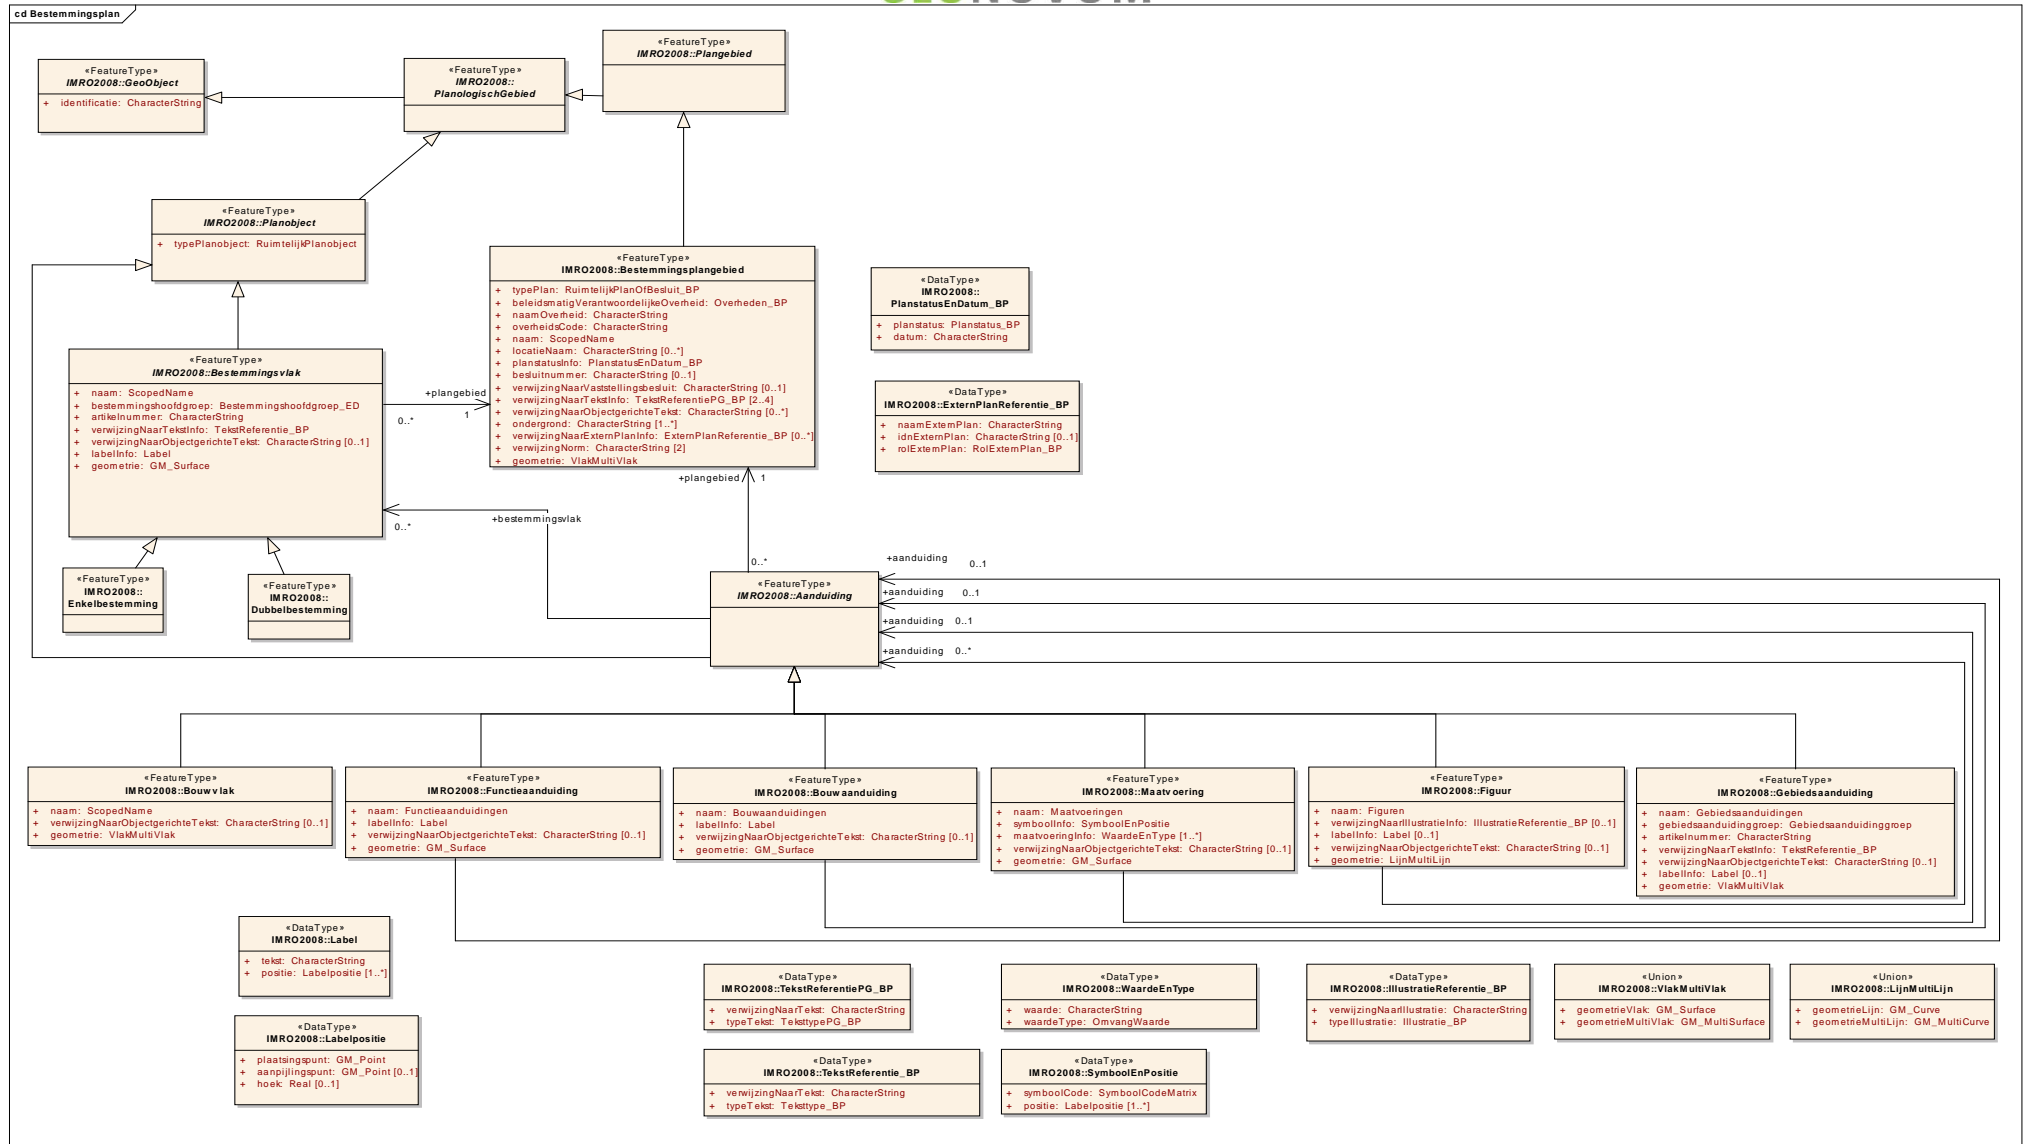 cd Bestemmingsplan
«FeatureType»
IMRO2008::GeoObject
+ identificatie: CharacterString
«FeatureType»
IMRO2008::
PlanologischGebied
«FeatureType»
IMRO2008::Plangebied
«FeatureType»
IMRO2008::Planobject
+ typePlanobject: RuimtelijkPlanobject
«FeatureType»
IMRO2008::Bestemmingsplangebied
+ typePlan: RuimtelijkPlanOfBesluit_BP
+ beleidsmatigVerantwoordelijkeOverheid: Overheden_BP
+ naamOverheid: CharacterString
+ overheidsCode: CharacterString
+ naam: ScopedName
+ locatieNaam: CharacterString [0..*]
+ planstatusInfo: PlanstatusEnDatum_BP
+ besluitnummer: CharacterString [0..1]
+ verwijzingNaarVaststellingsbesluit: CharacterString [0..1]
+ verwijzingNaarTekstInfo: TekstReferentiePG_BP [2..4]
+ verwijzingNaarObjectgerichteTekst: CharacterString [0..*]
+ ondergrond: CharacterString [1..*]
+ verwijzingNaarExternPlanInfo: ExternPlanReferentie_BP [0..*]
+ verwijzingNorm: CharacterString [2]
+ geometrie: VlakMultiVlak
«DataType»
IMRO2008::
PlanstatusEnDatum_BP
+ planstatus: Planstatus_BP
+ datum: CharacterString
«DataType»
IMRO2008::ExternPlanReferentie_BP
+ naamExternPlan: CharacterString
+ idnExternPlan: CharacterString [0..1]
+ rolExternPlan: RolExternPlan_BP
«FeatureType»
IMRO2008::Bestemmingsvlak
+ naam: ScopedName
+ bestemmingshoofdgroep: Bestemmingshoofdgroep_ED
+ artikelnummer: CharacterString
+ verwijzingNaarTekstInfo: TekstReferentie_BP
+ verwijzingNaarObjectgerichteTekst: CharacterString [0..1]
+ labelInfo: Label
+ geometrie: GM_Surface
+plangebied
0..*
1
+plangebied
1
+bestemmingsvlak
0..*
0..*
«FeatureType»
IMRO2008::
Enkelbestemming
«FeatureType»
IMRO2008::
Dubbelbestemming
«FeatureType»
IMRO2008::Aanduiding
+aanduiding
0..1
+aanduiding
0..1
+aanduiding
0..1
+aanduiding
0..*
«FeatureType»
IMRO2008::Bouwvlak
+ naam: ScopedName
+ verwijzingNaarObjectgerichteTekst: CharacterString [0..1]
+ geometrie: VlakMultiVlak
«FeatureType»
IMRO2008::Functieaanduiding
+ naam: Functieaanduidingen
+ labelInfo: Label
+ verwijzingNaarObjectgerichteTekst: CharacterString [0..1]
+ geometrie: GM_Surface
«FeatureType»
IMRO2008::Bouwaanduiding
+ naam: Bouwaanduidingen
+ labelInfo: Label
+ verwijzingNaarObjectgerichteTekst: CharacterString [0..1]
+ geometrie: GM_Surface
«FeatureType»
IMRO2008::Maatvoering
+ naam: Maatvoeringen
+ symboolInfo: SymboolEnPositie
+ maatvoeringInfo: WaardeEnType [1..*]
+ verwijzingNaarObjectgerichteTekst: CharacterString [0..1]
+ geometrie: GM_Surface
«FeatureType»
IMRO2008::Figuur
+ naam: Figuren
+ verwijzingNaarIllustratieInfo: IllustratieReferentie_BP [0..1]
+ labelInfo: Label [0..1]
+ verwijzingNaarObjectgerichteTekst: CharacterString [0..1]
+ geometrie: LijnMultiLijn
«FeatureType»
IMRO2008::Gebiedsaanduiding
+ naam: Gebiedsaanduidingen
+ gebiedsaanduidinggroep: Gebiedsaanduidinggroep
+ artikelnummer: CharacterString
+ verwijzingNaarTekstInfo: TekstReferentie_BP
+ verwijzingNaarObjectgerichteTekst: CharacterString [0..1]
+ labelInfo: Label [0..1]
+ geometrie: VlakMultiVlak
«DataType»
IMRO2008::Label
+ tekst: CharacterString
+ positie: Labelpositie [1..*]
«DataType»
IMRO2008::Labelpositie
+ plaatsingspunt: GM_Point
+ aanpijlingspunt: GM_Point [0..1]
+ hoek: Real [0..1]
«DataType»
IMRO2008::TekstReferentiePG_BP
+ verwijzingNaarTekst: CharacterString
+ typeTekst: TeksttypePG_BP
«DataType»
IMRO2008::WaardeEnType
+ waarde: CharacterString
+ waardeType: OmvangWaarde
«DataType»
IMRO2008::IllustratieReferentie_BP
+ verwijzingNaarIllustratie: CharacterString
+ typeIllustratie: Illustratie_BP
«Union»
IMRO2008::VlakMultiVlak
+ geometrieVlak: GM_Surface
+ geometrieMultiVlak: GM_MultiSurface
«Union»
IMRO2008::LijnMultiLijn
+ geometrieLijn: GM_Curve
+ geometrieMultiLijn: GM_MultiCurve
«DataType»
IMRO2008::TekstReferentie_BP
+ verwijzingNaarTekst: CharacterString
+ typeTekst: Teksttype_BP
«DataType»
IMRO2008::SymboolEnPositie
+ symboolCode: SymboolCodeMatrix
+ positie: Labelpositie [1..*]